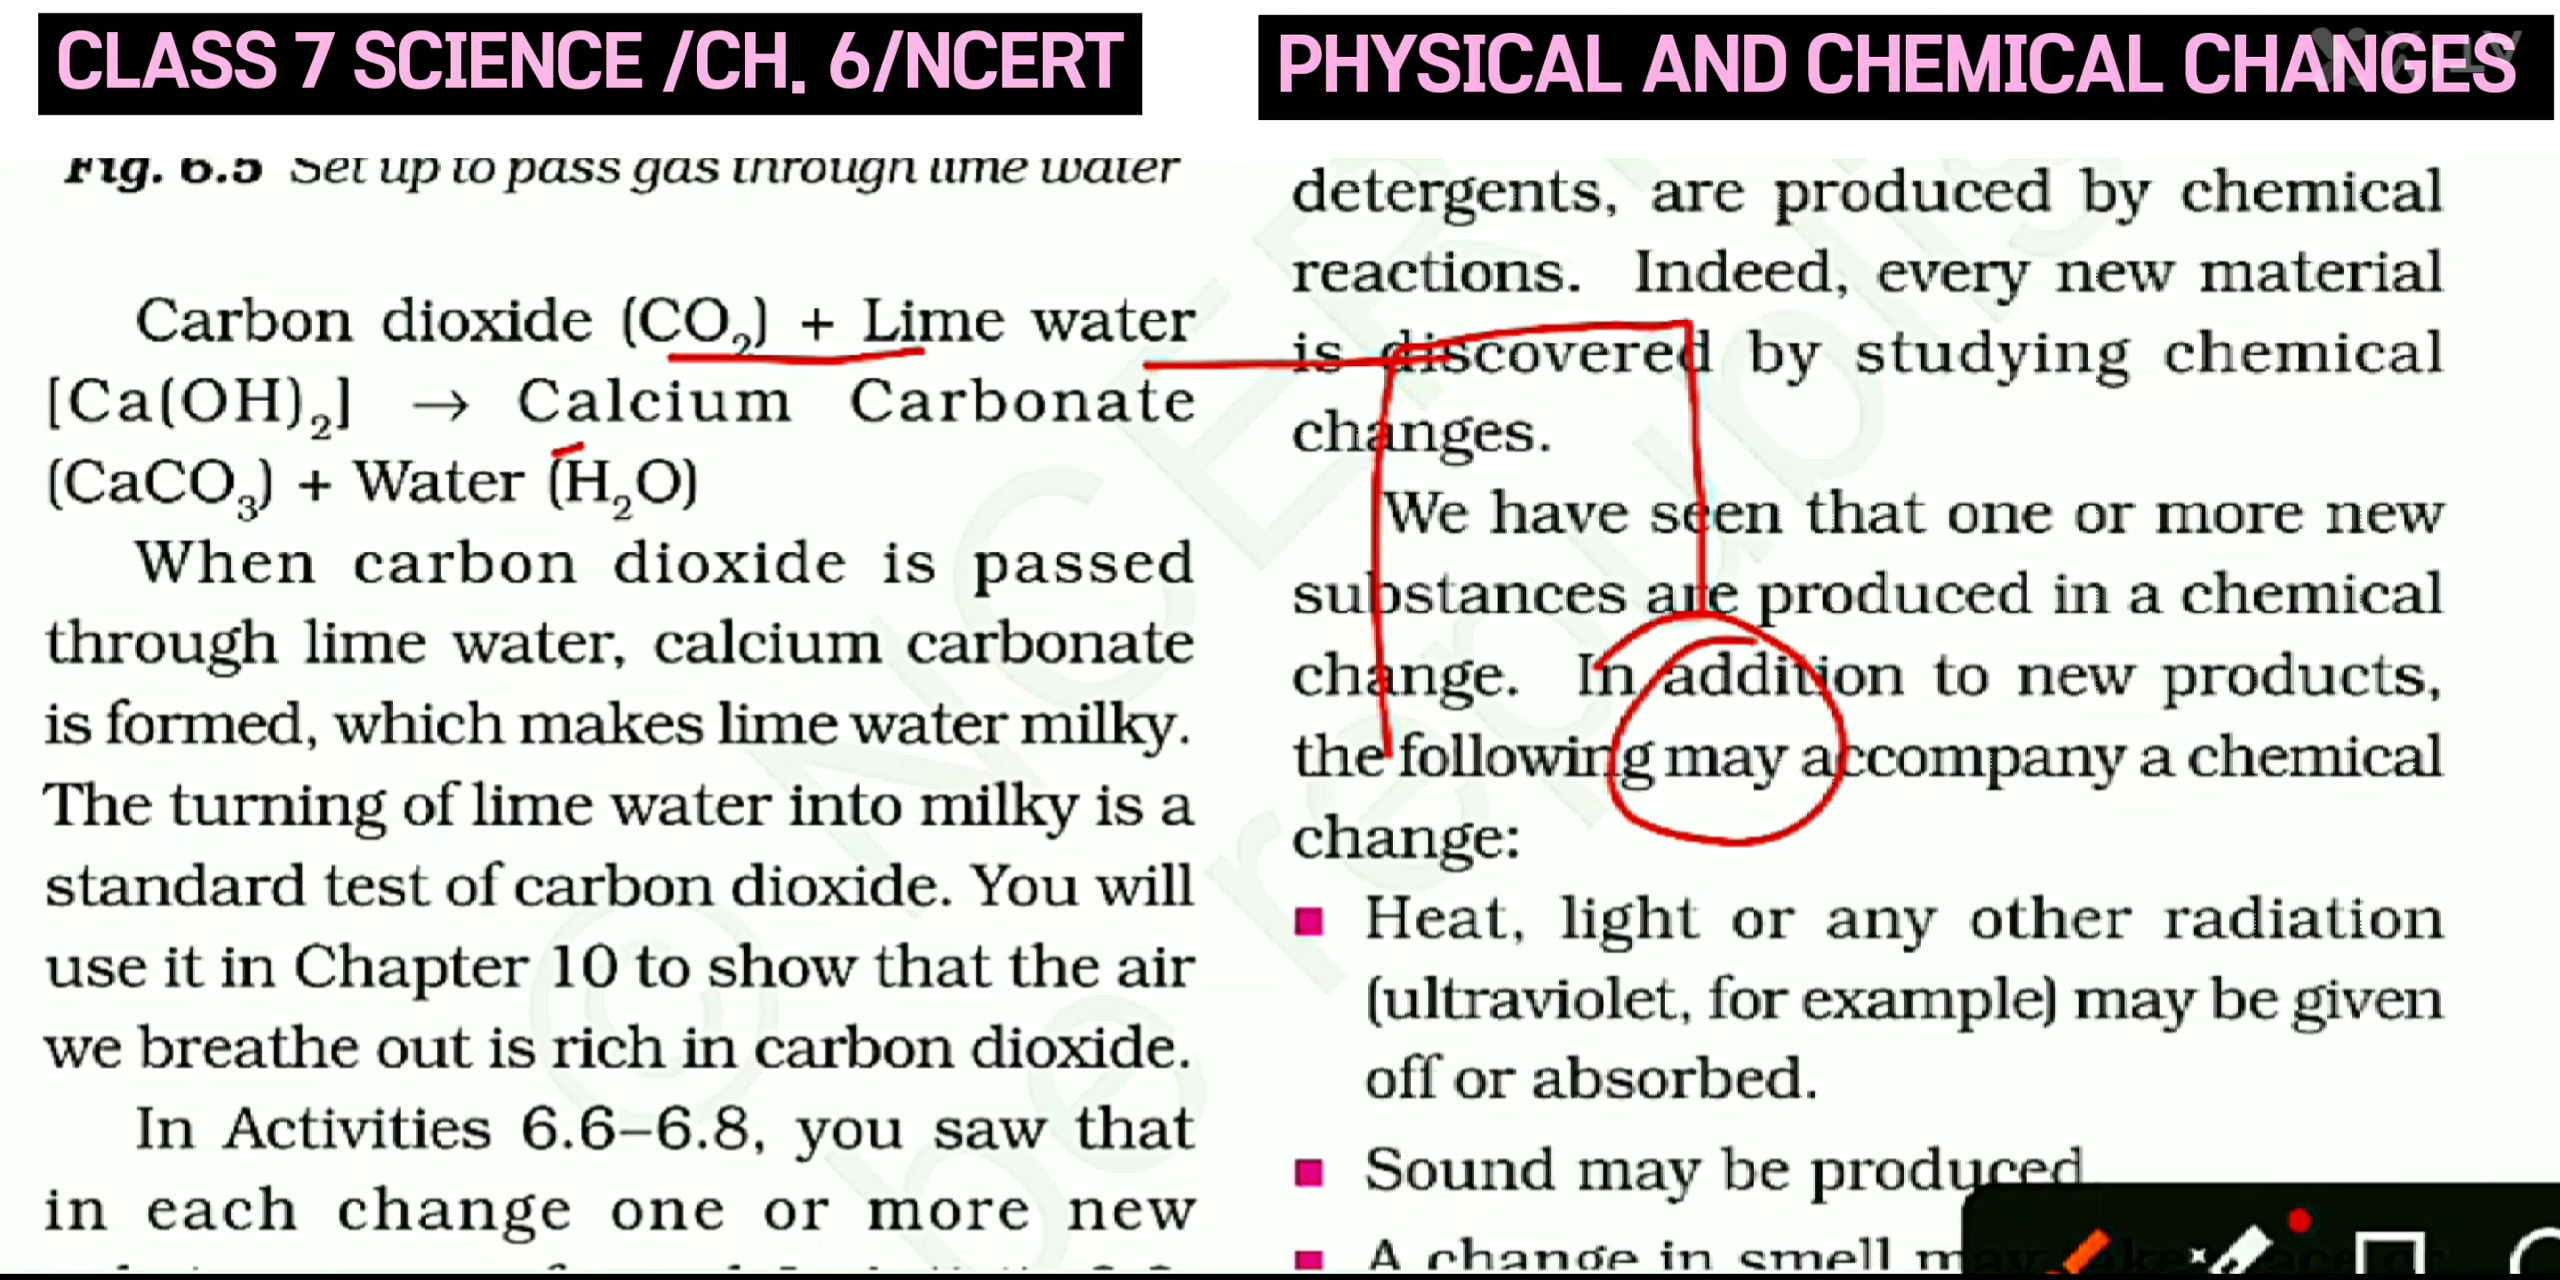 CLASS 7 SCIENCE /CH. 6/NCERT
PHYSICAL AND CHEMICAL CHANGES
Fig. 6.5 Set up to pass gas through lime water
Carbon dioxide (CO₂) + Lime water
[Ca(OH)₂] → Calcium Carbonate
(CaCO₃) + Water (H₂O)
When carbon dioxide is passed
through lime water, calcium carbonate
is formed, which makes lime water milky.
The turning of lime water into milky is a
standard test of carbon dioxide. You will
use it in Chapter 10 to show that the air
we breathe out is rich in carbon dioxide.
In Activities 6.6–6.8, you saw that
in each change one or more new
detergents, are produced by chemical
reactions. Indeed, every new material
is discovered by studying chemical
changes.
We have seen that one or more new
substances are produced in a chemical
change. In addition to new products,
the following may accompany a chemical
change:
■ Heat, light or any other radiation
(ultraviolet, for example) may be given
off or absorbed.
■ Sound may be produced
■ A change in smell